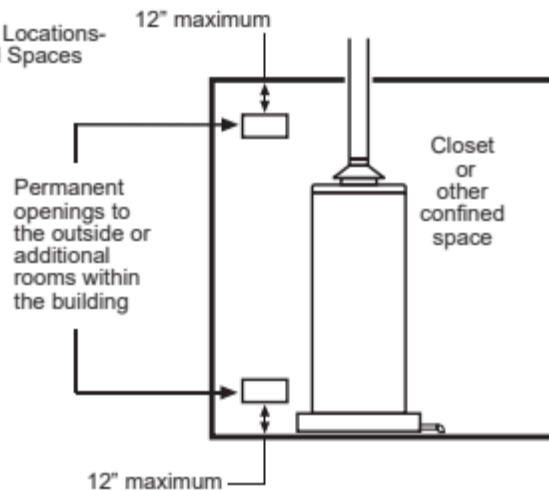 Locations-
Spaces
12" maximum
Closet
or
other
confined
space
Permanent
openings to
the outside or
additional
rooms within
the building
12" maximum